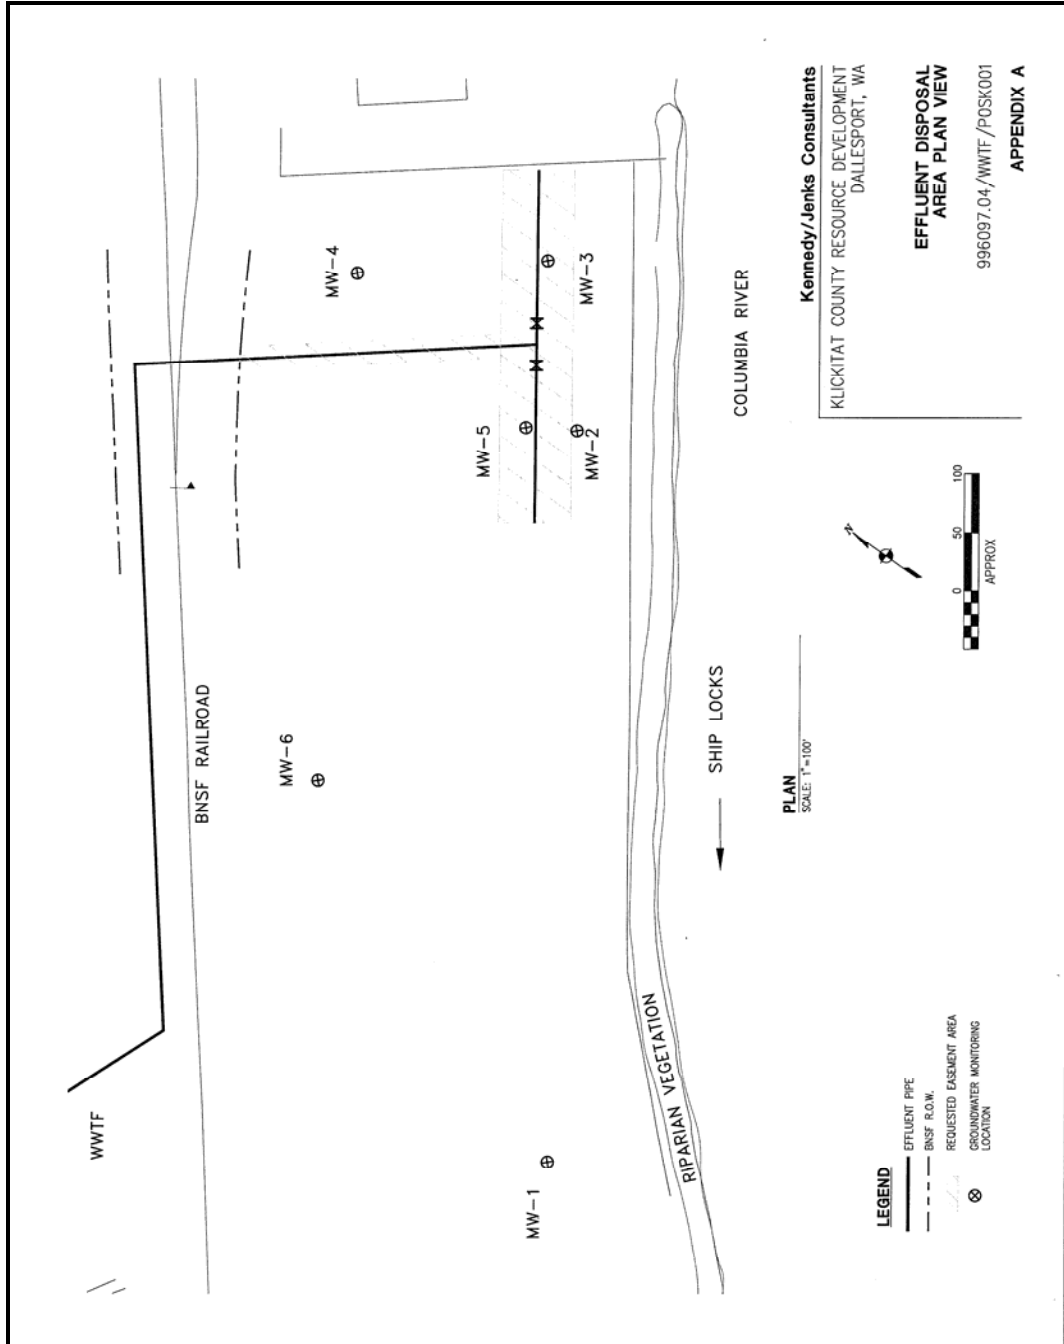 WWTF
BNSF RAILROAD
MW-4
MW-3
MW-5
MW-2
MW-6
MW-1
RIPARIAN VEGETATION
COLUMBIA RIVER
SHIP LOCKS
PLAN
SCALE: 1"=100'
N
0
50
100
APPROX
LEGEND
EFFLUENT PIPE
BNSF R.O.W.
REQUESTED EASEMENT AREA
GROUNDWATER MONITORING
LOCATION
Kennedy/Jenks Consultants
KLICKITAT COUNTY RESOURCE DEVELOPMENT
DALLESPORT, WA
EFFLUENT DISPOSAL
AREA PLAN VIEW
996097.04/WWTF/P0SK001
APPENDIX A